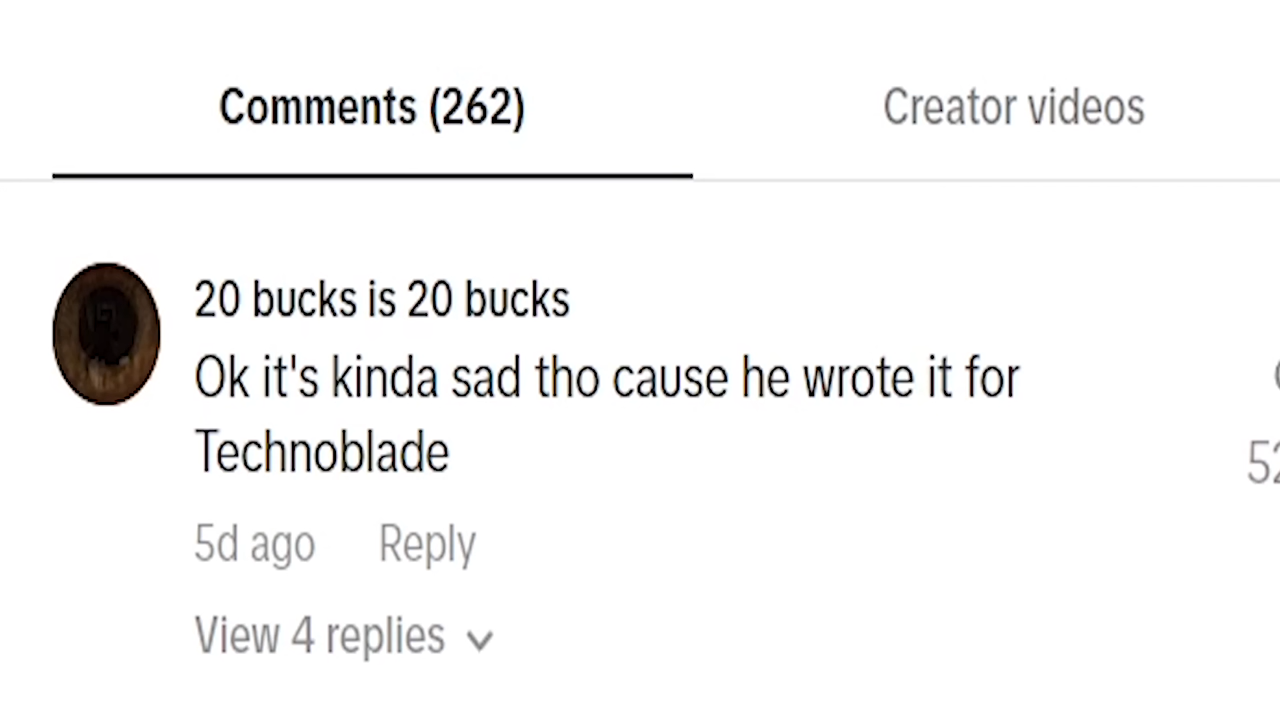 Comments (262)
Creator videos
20 bucks is 20 bucks
Ok it's kinda sad tho cause he wrote it for
Technoblade
5d ago
Reply
View 4 replies